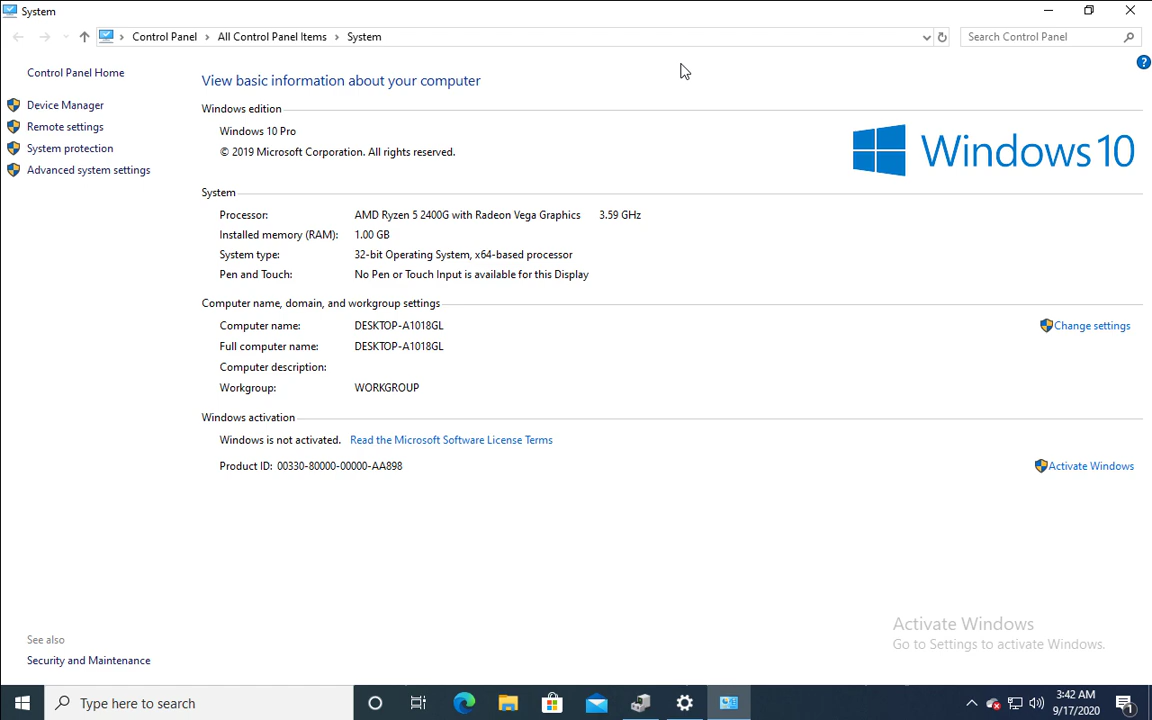 System
Control Panel > All Control Panel Items > System
Search Control Panel
?
Control Panel Home
Device Manager
Remote settings
System protection
Advanced system settings
View basic information about your computer
Windows edition
Windows 10 Pro
© 2019 Microsoft Corporation. All rights reserved.
Windows 10
System
Processor: AMD Ryzen 5 2400G with Radeon Vega Graphics 3.59 GHz
Installed memory (RAM): 1.00 GB
System type: 32-bit Operating System, x64-based processor
Pen and Touch: No Pen or Touch Input is available for this Display
Computer name, domain, and workgroup settings
Computer name: DESKTOP-A1018GL
Change settings
Full computer name: DESKTOP-A1018GL
Computer description:
Workgroup: WORKGROUP
Windows activation
Windows is not activated. Read the Microsoft Software License Terms
Product ID: 00330-80000-00000-AA898
Activate Windows
See also
Security and Maintenance
Activate Windows
Go to Settings to activate Windows.
Type here to search
3:42 AM
9/17/2020
1